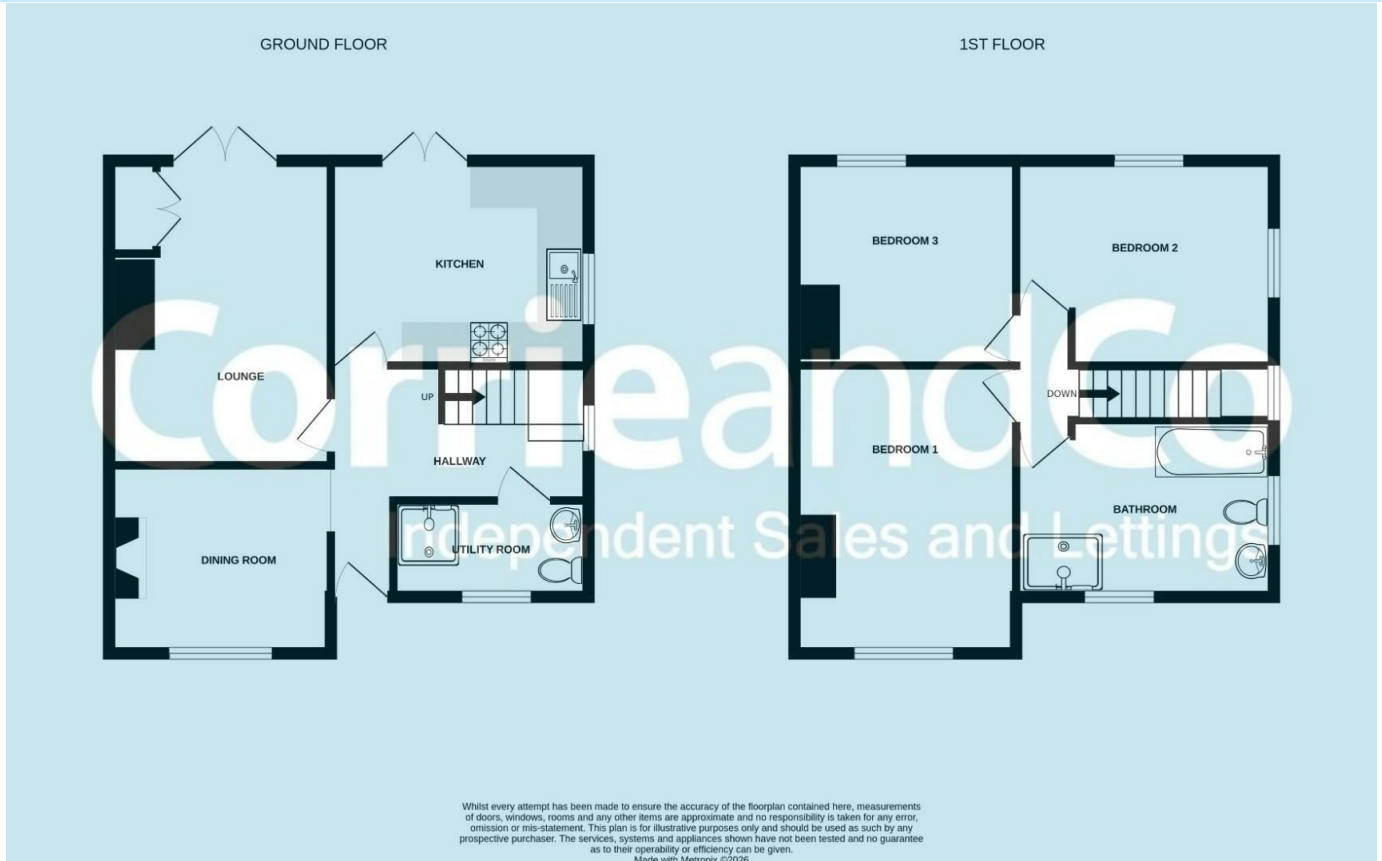 GROUND FLOOR
1ST FLOOR
BEDROOM 3
BEDROOM 2
KITCHEN
LOUNGE
UP
DOWN
HALLWAY
BEDROOM 1
CorrieandCo
Independent Sales and Lettings
BATHROOM
UTILITY ROOM
DINING ROOM
Whilst every attempt has been made to ensure the accuracy of the floorplan contained here, measurements
of doors, windows, rooms and any other items are approximate and no responsibility is taken for any error,
omission or mis-statement. This plan is for illustrative purposes only and should be used as such by any
prospective purchaser. The services, systems and appliances shown have not been tested and no guarantee
as to their operability or efficiency can be given.
Made with Metropix ©2026